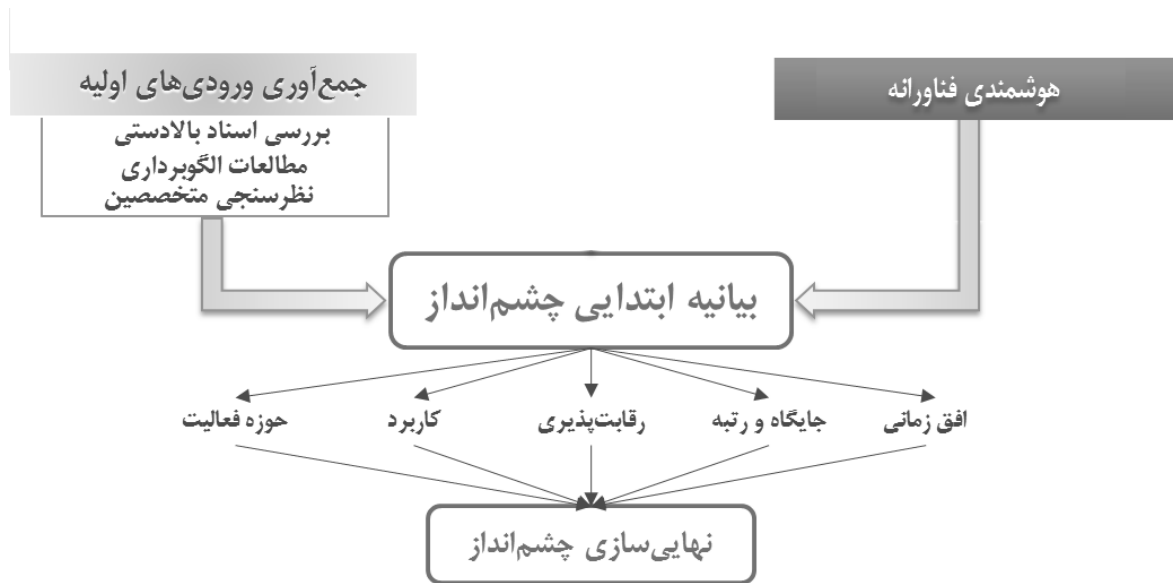 هوشمندی فناورانه
جمع‌آوری ورودی‌های اولیه
بررسی اسناد بالادستی
مطالعات الگوبرداری
نظرسنجی متخصصین
بیانیه ابتدایی چشم‌انداز
افق زمانی
جایگاه و رتبه
رقابت‌پذیری
کاربرد
حوزه فعالیت
نهایی‌سازی چشم‌انداز